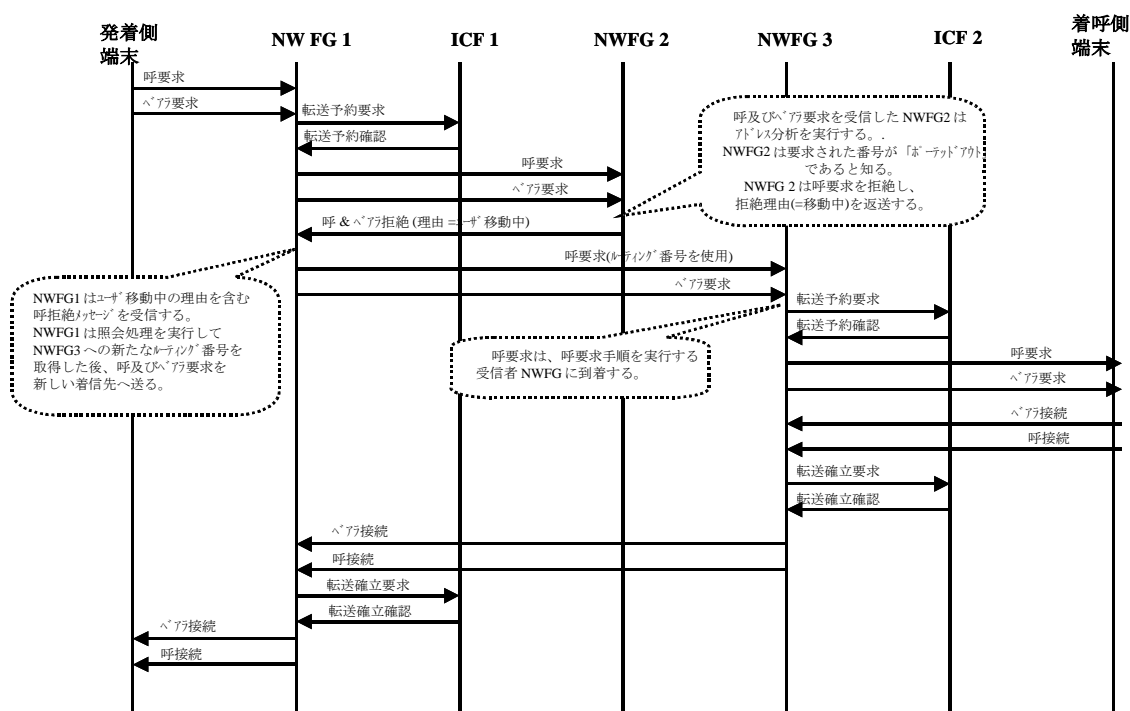 発着側
端末
NW FG 1
ICF 1
NWFG 2
NWFG 3
ICF 2
着呼側
端末
呼要求
ﾍﾞｱﾗ要求
転送予約要求
転送予約確認
呼要求
ﾍﾞｱﾗ要求
呼及びﾍﾞｱﾗ要求を受信した NWFG2 は
ｱﾄﾞﾚｽ分析を実行する。.
NWFG2 は要求された番号が「ﾎﾟｰﾃｯﾄﾞｱｳﾄ
であると知る。
NWFG 2 は呼要求を拒絶し、
拒絶理由(=移動中)を返送する。
呼 & ﾍﾞｱﾗ拒絶 (理由 =ﾕｰｻﾞ移動中)
呼要求(ﾙｰﾃｨﾝｸﾞ番号を使用)
ﾍﾞｱﾗ要求
NWFG1 はﾕｰｻﾞ移動中の理由を含む
呼拒絶ﾒｯｾｰｼﾞを受信する。
NWFG1 は照会処理を実行して
NWFG3 への新たなﾙｰﾃｨﾝｸﾞ番号を
取得した後、呼及びﾍﾞｱﾗ要求を
新しい着信先へ送る。
転送予約要求
転送予約確認
呼要求は、呼要求手順を実行する
受信者 NWFG に到着する。
呼要求
ﾍﾞｱﾗ要求
ﾍﾞｱﾗ接続
呼接続
転送確立要求
転送確立確認
ﾍﾞｱﾗ接続
呼接続
転送確立要求
転送確立確認
ﾍﾞｱﾗ接続
呼接続